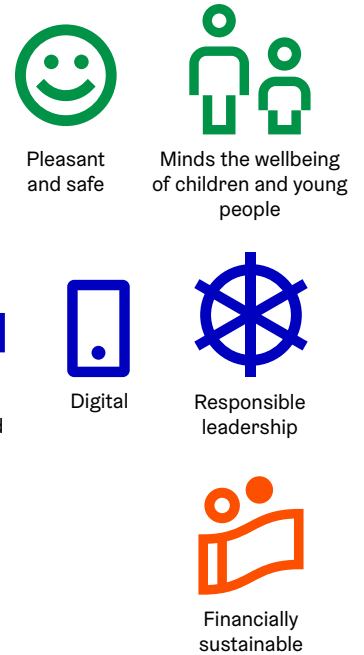 Pleasant
and safe
Minds the wellbeing
of children and young
people
Digital
Responsible
leadership
Financially
sustainable